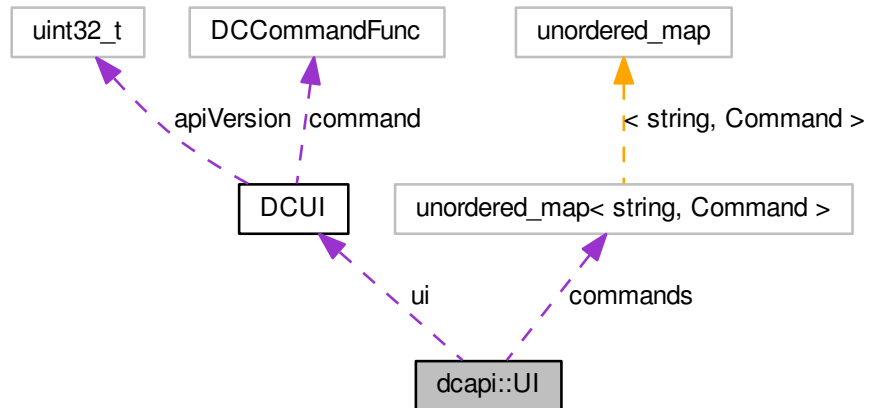 uint32_t
DCCommandFunc
unordered_map
apiVersion
command
< string, Command >
DCUI
unordered_map< string, Command >
ui
commands
dcapi::UI